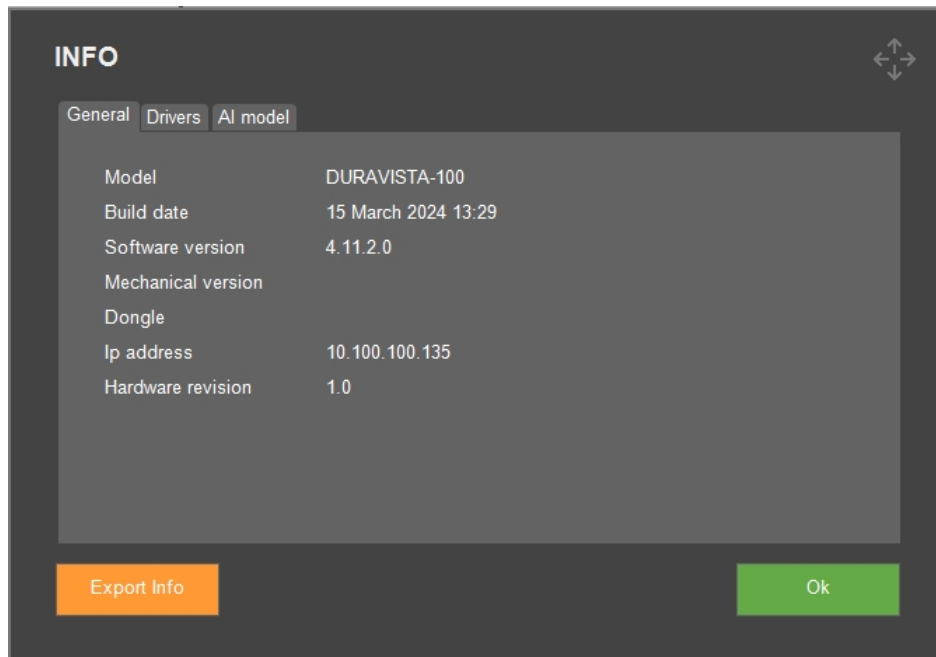 INFO
General Drivers AI model
Model DURAVISTA-100
Build date 15 March 2024 13:29
Software version 4.11.2.0
Mechanical version
Dongle
Ip address 10.100.100.135
Hardware revision 1.0
Export Info Ok